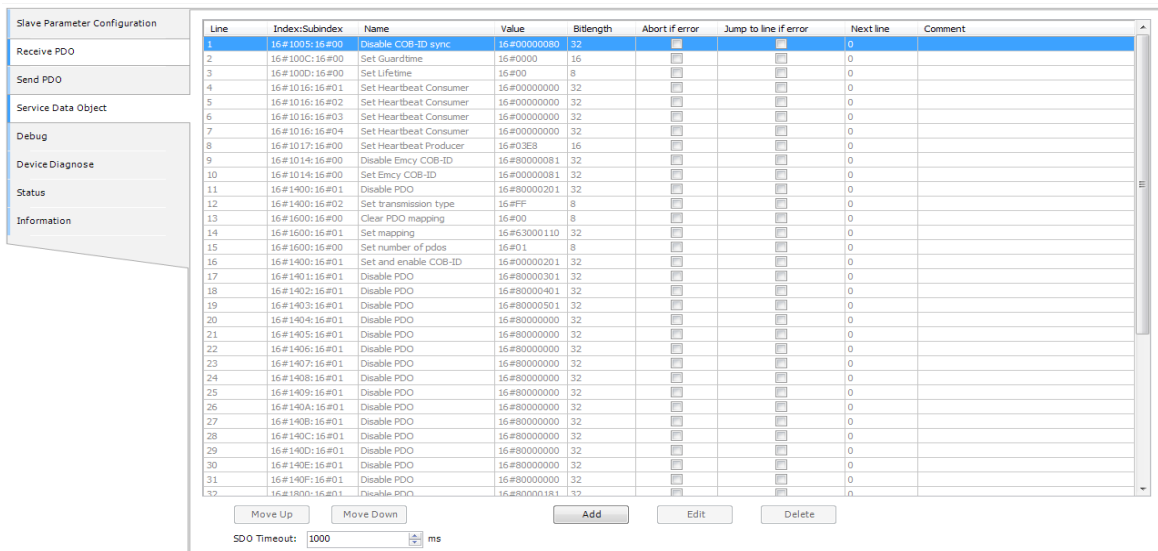 Slave Parameter Configuration
Receive PDO
Send PDO
Service Data Object
Debug
Device Diagnose
Status
Information
Line Index:Subindex Name Value Bitlength Abort if error Jump to line if error Next line Comment
1 16#1005:16#00 Disable COB-ID sync 16#00000080 32 0
2 16#100C:16#00 Set Guardtime 16#0000 16 0
3 16#100D:16#00 Set Lifetime 16#00 8 0
4 16#1016:16#01 Set Heartbeat Consumer 16#00000000 32 0
5 16#1016:16#02 Set Heartbeat Consumer 16#00000000 32 0
6 16#1016:16#03 Set Heartbeat Consumer 16#00000000 32 0
7 16#1016:16#04 Set Heartbeat Consumer 16#00000000 32 0
8 16#1017:16#00 Set Heartbeat Producer 16#03E8 16 0
9 16#1014:16#00 Disable Emcy COB-ID 16#80000081 32 0
10 16#1014:16#00 Set Emcy COB-ID 16#00000081 32 0
11 16#1400:16#01 Disable PDO 16#80000201 32 0
12 16#1400:16#02 Set transmission type 16#FF 8 0
13 16#1600:16#00 Clear PDO mapping 16#00 8 0
14 16#1600:16#01 Set mapping 16#63000110 32 0
15 16#1600:16#00 Set number of pdos 16#01 8 0
16 16#1400:16#01 Set and enable COB-ID 16#00000201 32 0
17 16#1401:16#01 Disable PDO 16#80000301 32 0
18 16#1402:16#01 Disable PDO 16#80000401 32 0
19 16#1403:16#01 Disable PDO 16#80000501 32 0
20 16#1404:16#01 Disable PDO 16#80000000 32 0
21 16#1405:16#01 Disable PDO 16#80000000 32 0
22 16#1406:16#01 Disable PDO 16#80000000 32 0
23 16#1407:16#01 Disable PDO 16#80000000 32 0
24 16#1408:16#01 Disable PDO 16#80000000 32 0
25 16#1409:16#01 Disable PDO 16#80000000 32 0
26 16#140A:16#01 Disable PDO 16#80000000 32 0
27 16#140B:16#01 Disable PDO 16#80000000 32 0
28 16#140C:16#01 Disable PDO 16#80000000 32 0
29 16#140D:16#01 Disable PDO 16#80000000 32 0
30 16#140E:16#01 Disable PDO 16#80000000 32 0
31 16#140F:16#01 Disable PDO 16#80000000 32 0
32 16#1800:16#01 Disable PDO 16#80000181 32 0
Move Up Move Down Add Edit Delete
SDO Timeout: 1000 ms